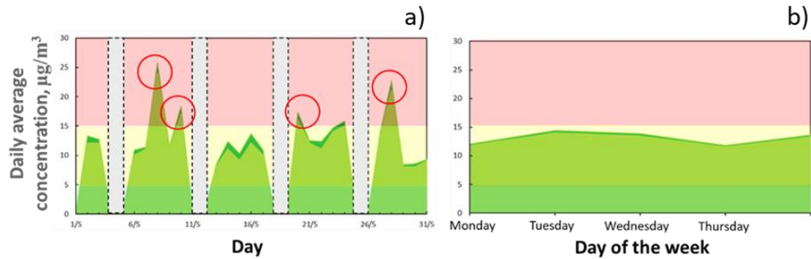 a)
Daily average
concentration, μg/m³
30
25
20
15
10
5
0
1/5 6/5 11/5 16/5 21/5 26/5 31/5
Day
b)
30
25
20
15
10
5
0
Monday Tuesday Wednesday Thursday
Day of the week